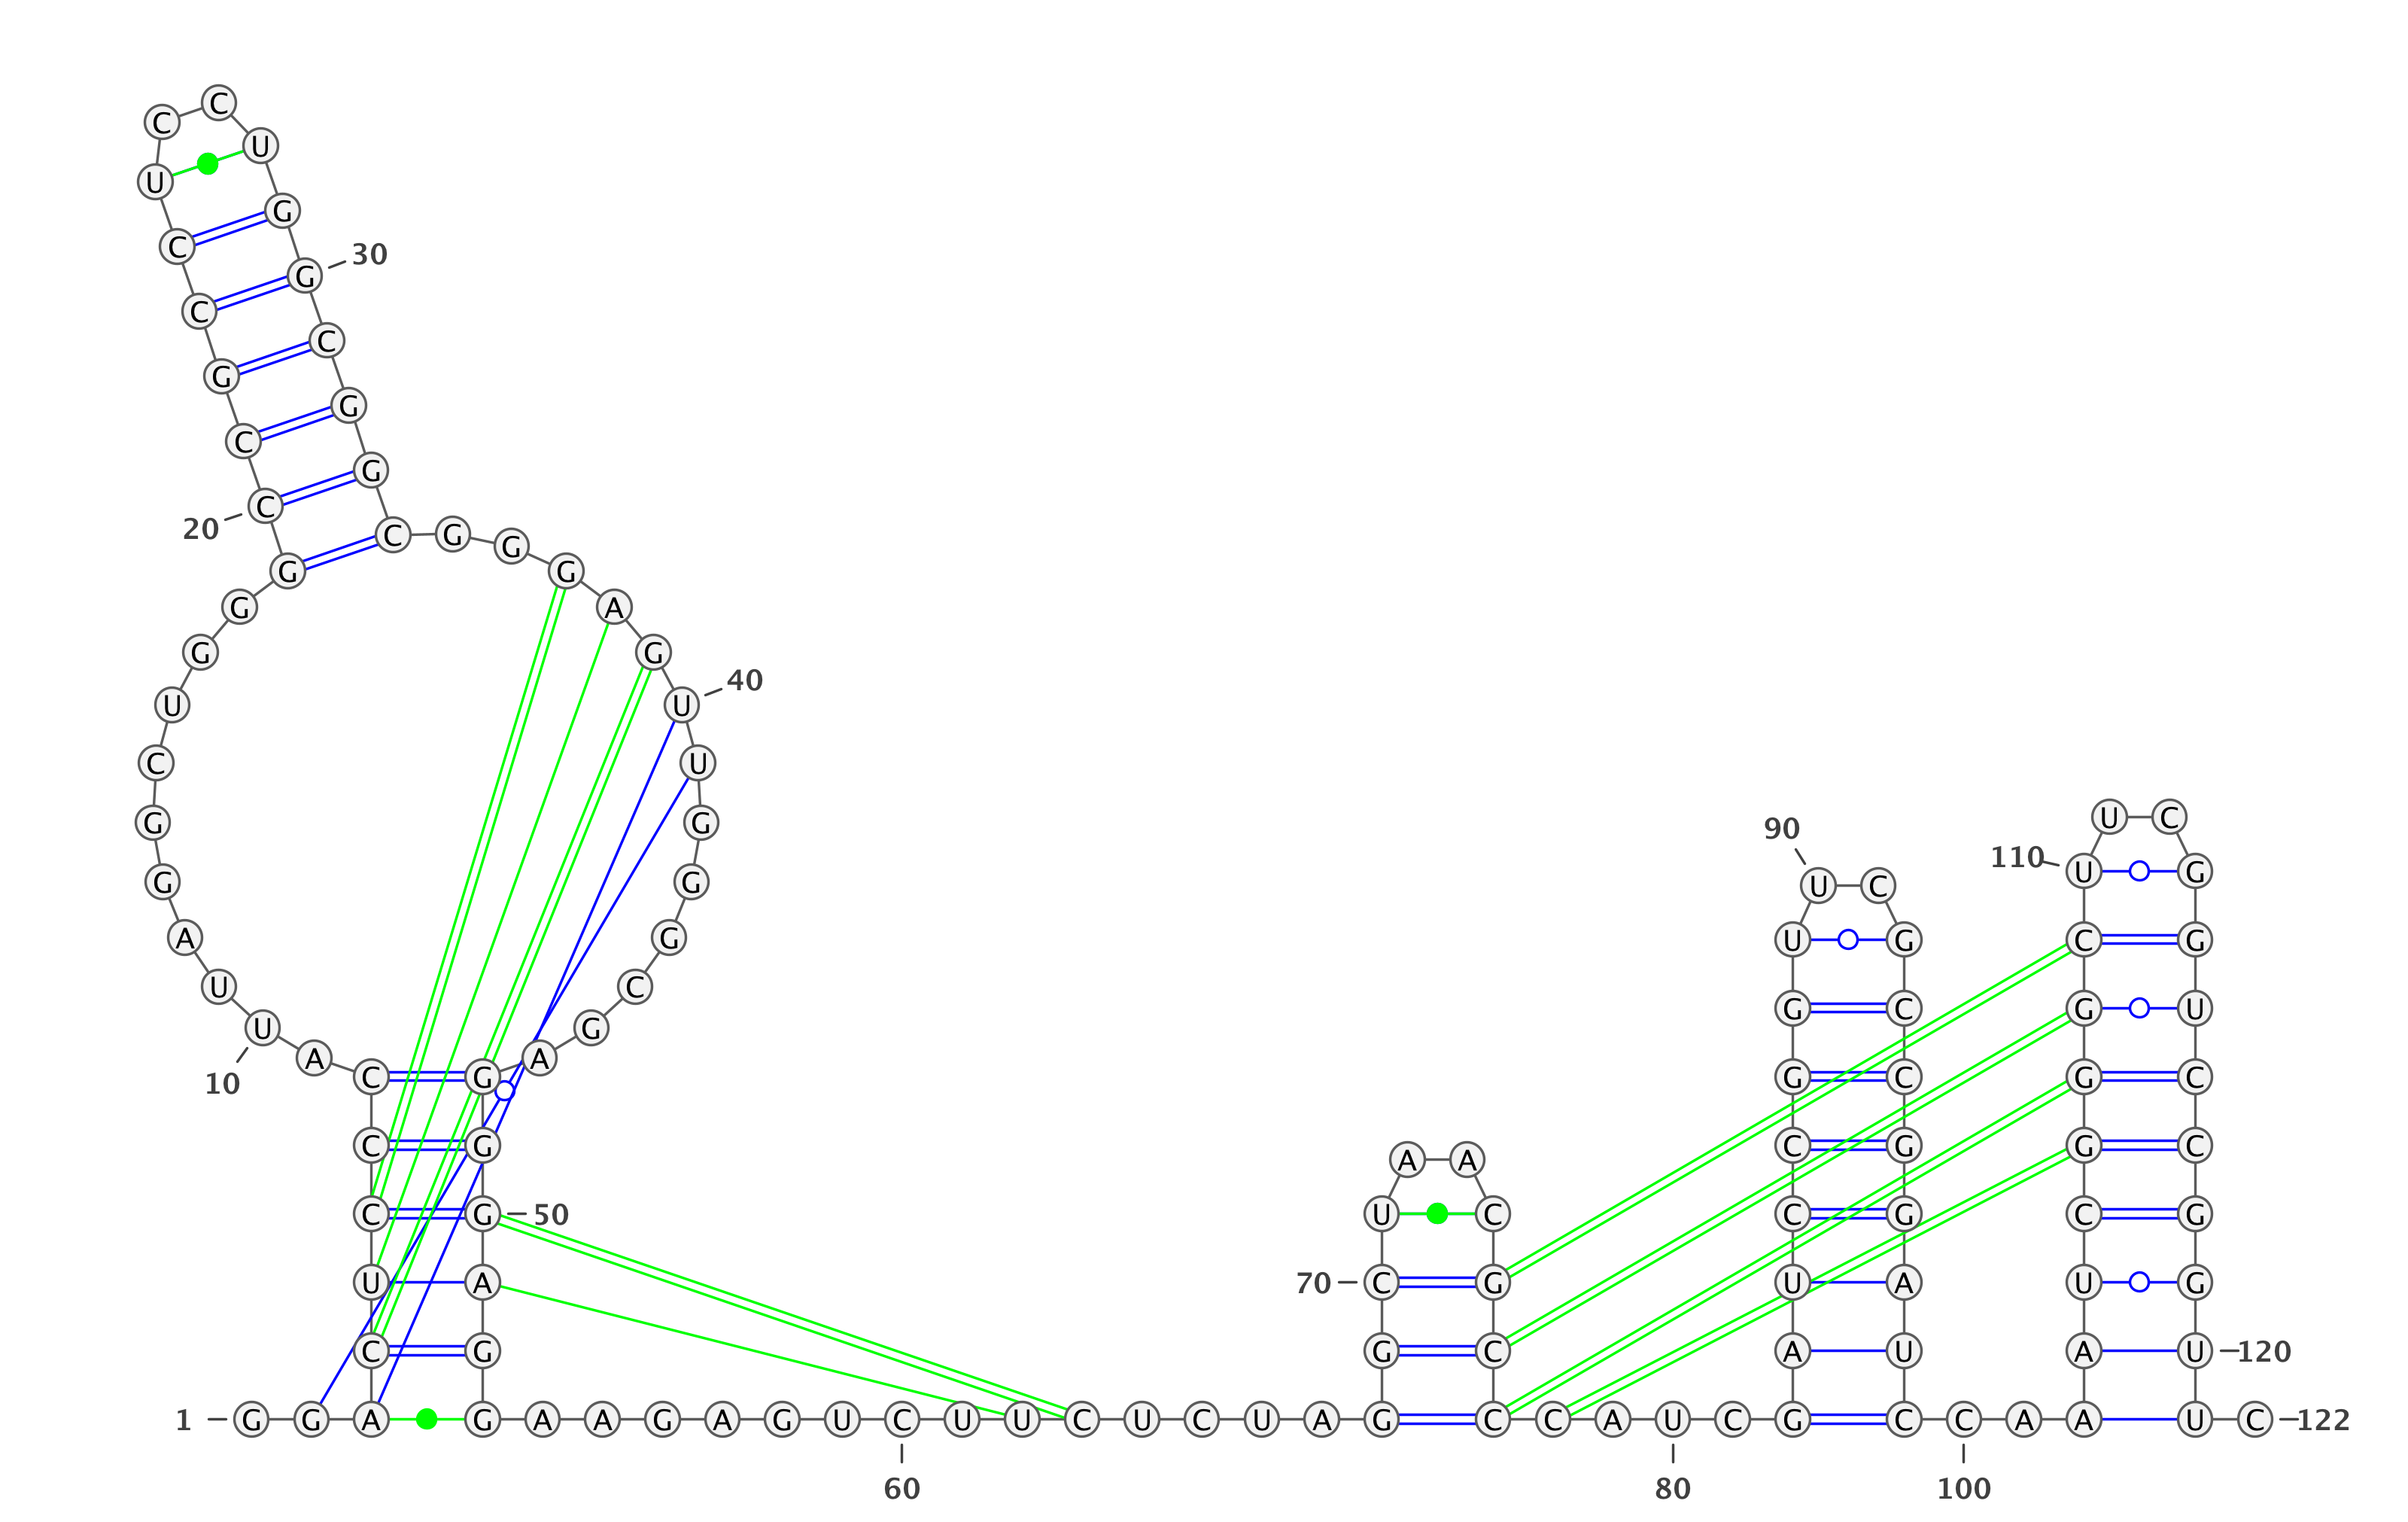 C C
U
U
G
C 30
G
C
C
G
G
C
G
C
20
C G G
G G
G A
G G
40
U U
C U
U C
G G 90
110 U G
G G U C
A G U G C G
U C
U G G C G U
A A
10 C G G C G C
A A
C G C G G C
C G 50 U C C G C G
U A 70 C G U A U G
C G G C A U A U 120
1 G G A G A A G A G U C U U C U C U A G C C A U C G C C A A U C 122
60 80 100